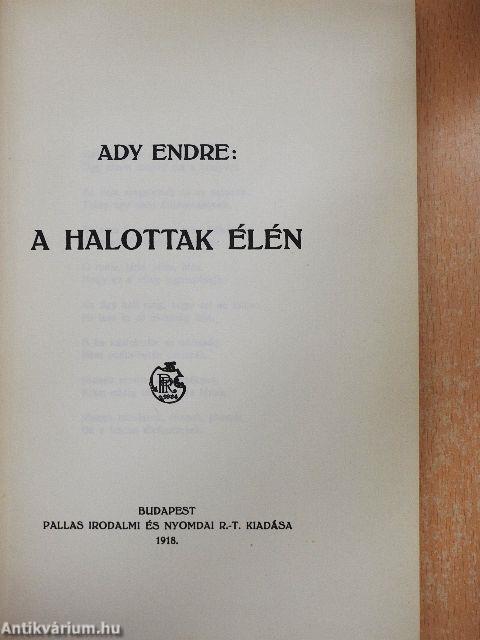 ADY ENDRE:
A HALOTTAK ÉLÉN
BUDAPEST
PALLAS IRODALMI ÉS NYOMDAI R.-T. KIADÁSA
1918.
Antikvárium.hu